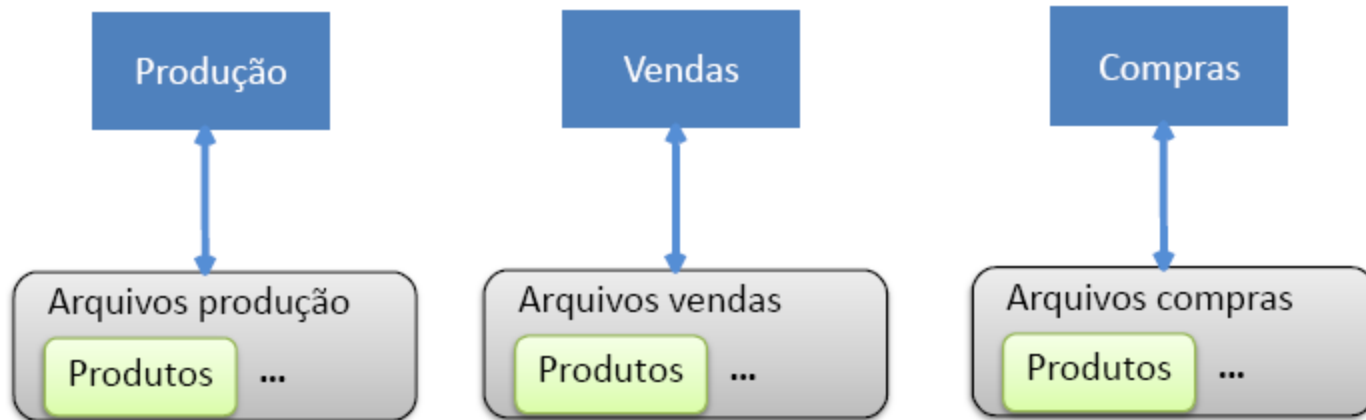 Produção
Vendas
Compras
Arquivos produção
Produtos ...
Arquivos vendas
Produtos ...
Arquivos compras
Produtos ...